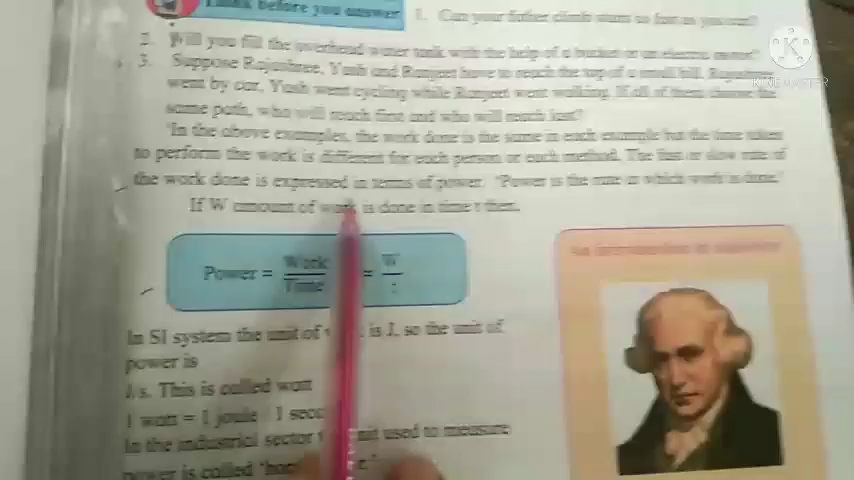 Think before you answer
1. Can your father climb stairs as fast as you can?
2. Will you fill the overhead water tank with the help of a bucket or an electric motor?
3. Suppose Rajashree, Yash and Ranjeet have to reach the top of a small hill. Rajashree
went by car. Yash went cycling while Ranjeet went walking. If all of them choose the
same path, who will reach first and who will reach last?
'In the above examples, the work done is the same in each example but the time taken
to perform the work is different for each person or each method. The fast or slow rate of
the work done is expressed in terms of power. 'Power is the rate at which work is done.'
If W amount of work is done in time t then,
Power = Work / Time = W / t
In SI system the unit of is J, so the unit of
power is
J/s. This is called watt
1 watt = 1 joule / 1
In the industrial sector unit used to measure
power is called
An introduction to scientist
KINEMASTER